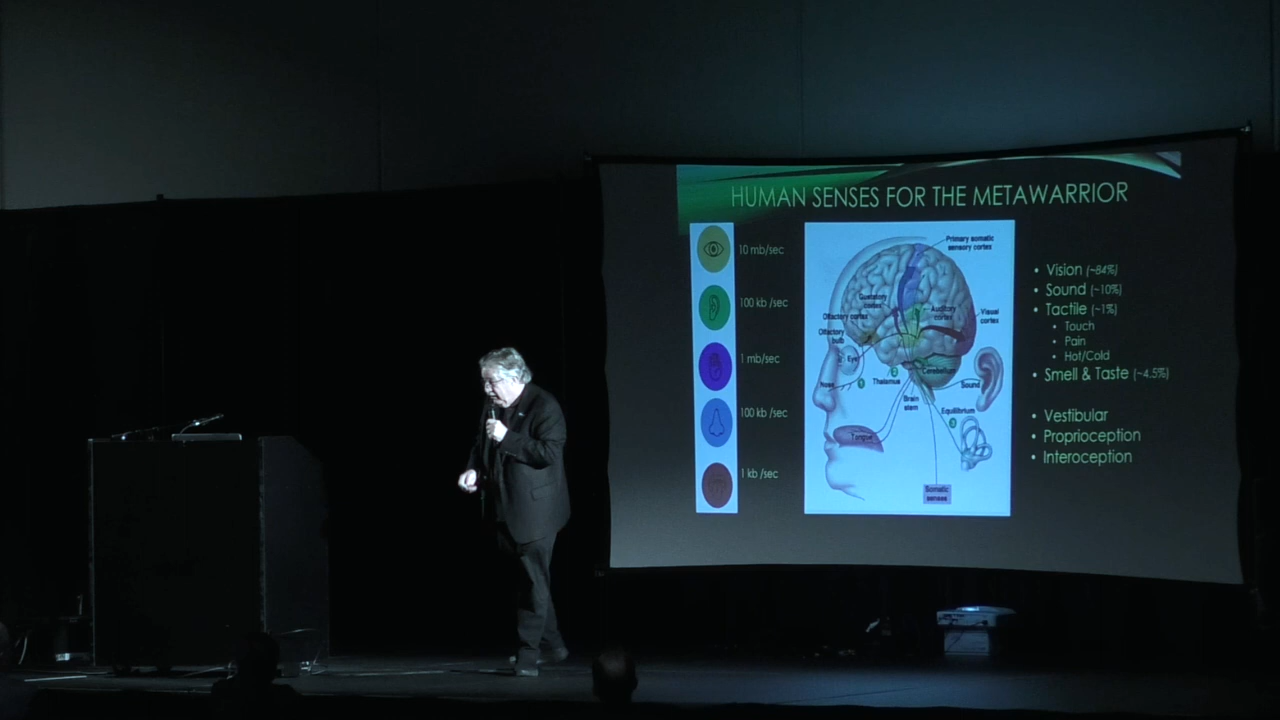 HUMAN SENSES FOR THE METAWARRIOR
10 mb/sec
100 kb /sec
1 mb/sec
100 kb /sec
1 kb /sec
Primary somatic
sensory cortex
Gustatory
cortex
Olfactory cortex
Olfactory
bulb
Auditory
cortex
Visual
cortex
Eye
Nose
1
2
Thalamus
Cerebellum
Sound
Brain
stem
Equilibrium
3
Tongue
Somatic
senses
• Vision (~84%)
• Sound (~10%)
• Tactile (~1%)
• Touch
• Pain
• Hot/Cold
• Smell & Taste (~4.5%)
• Vestibular
• Proprioception
• Interoception